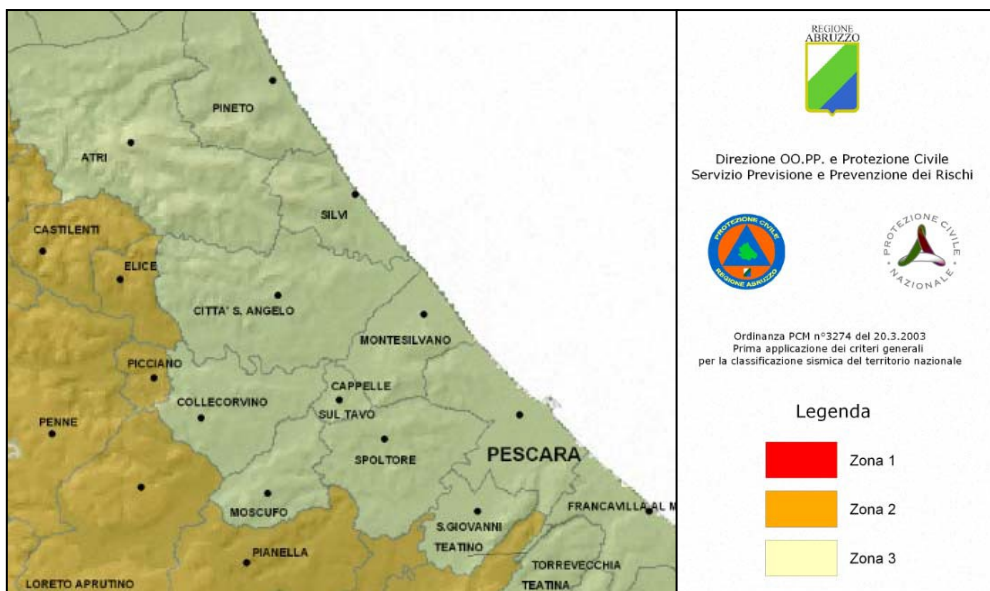 PINETO
ATRI
SILVI
CASTILENTI
ELICE
CITTA' S. ANGELO
MONTESILVANO
PICCIANO
CAPPELLE
SUL TAVO
COLLECORVINO
PENNE
SPOLTORE
PESCARA
MOSCUFO
FRANCAVILLA AL M
S.GIOVANNI
TEATINO
PIANELLA
TORREVECCHIA
TEATINA
LORETO APRUTINO
REGIONE
ABRUZZO
Direzione OO.PP. e Protezione Civile
Servizio Previsione e Prevenzione dei Rischi
PROTEZIONE CIVILE
REGIONE ABRUZZO
PROTEZIONE CIVILE
NAZIONALE
Ordinanza PCM n°3274 del 20.3.2003
Prima applicazione dei criteri generali
per la classificazione sismica del territorio nazionale
Legenda
Zona 1
Zona 2
Zona 3